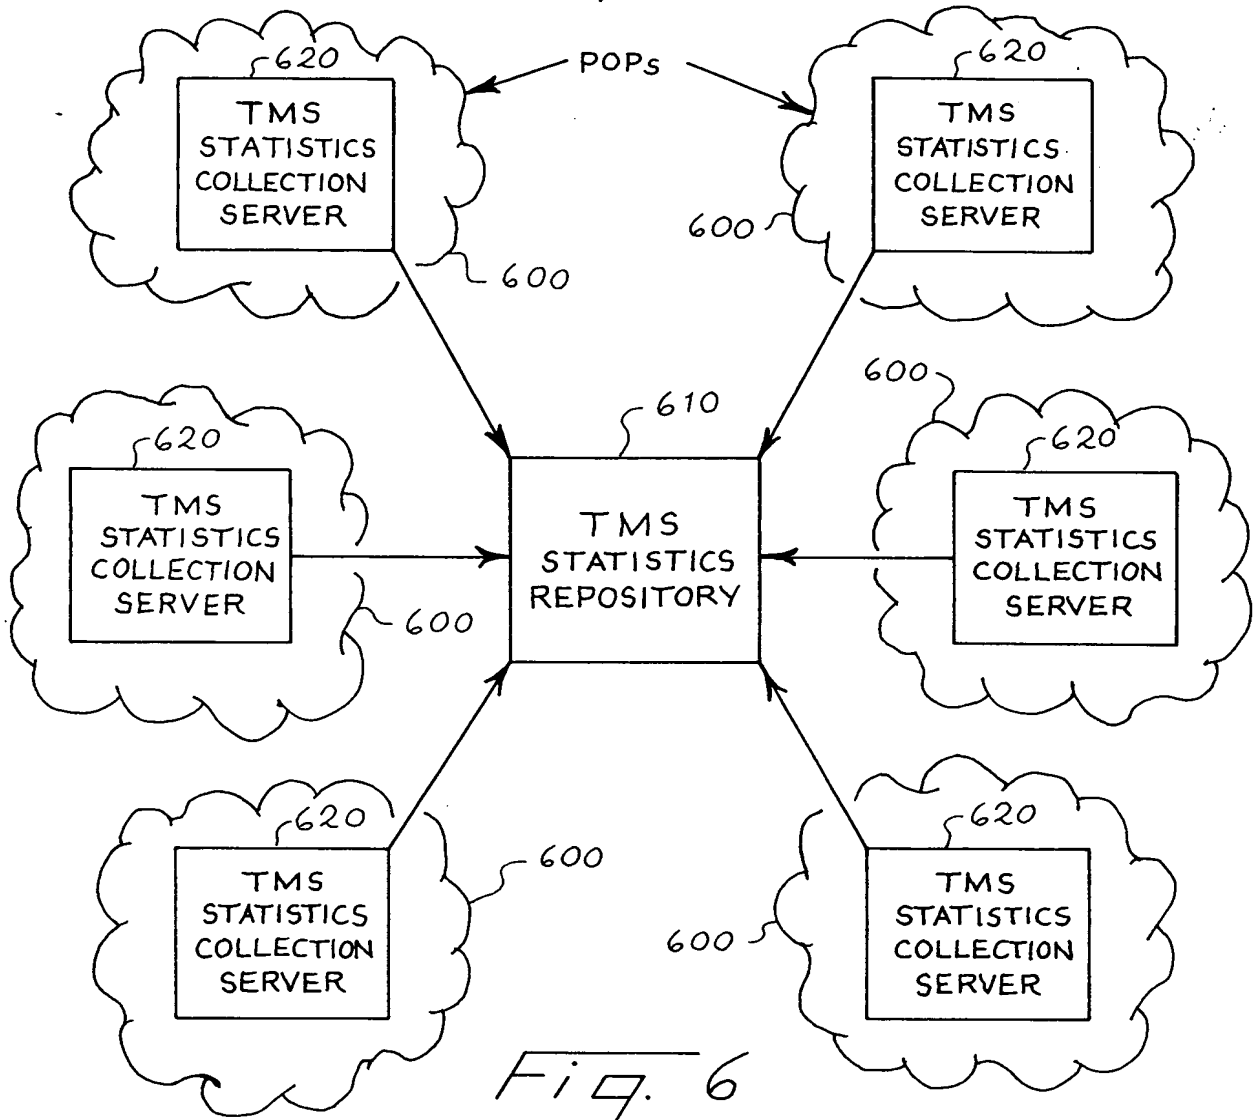 620
POPs
620
TMS
STATISTICS
COLLECTION
SERVER
TMS
STATISTICS
COLLECTION
SERVER
600
600
600
610
620
620
TMS
STATISTICS
COLLECTION
SERVER
TMS
STATISTICS
REPOSITORY
TMS
STATISTICS
COLLECTION
SERVER
600
620
620
600
TMS
STATISTICS
COLLECTION
SERVER
TMS
STATISTICS
COLLECTION
SERVER
600
Fig. 6